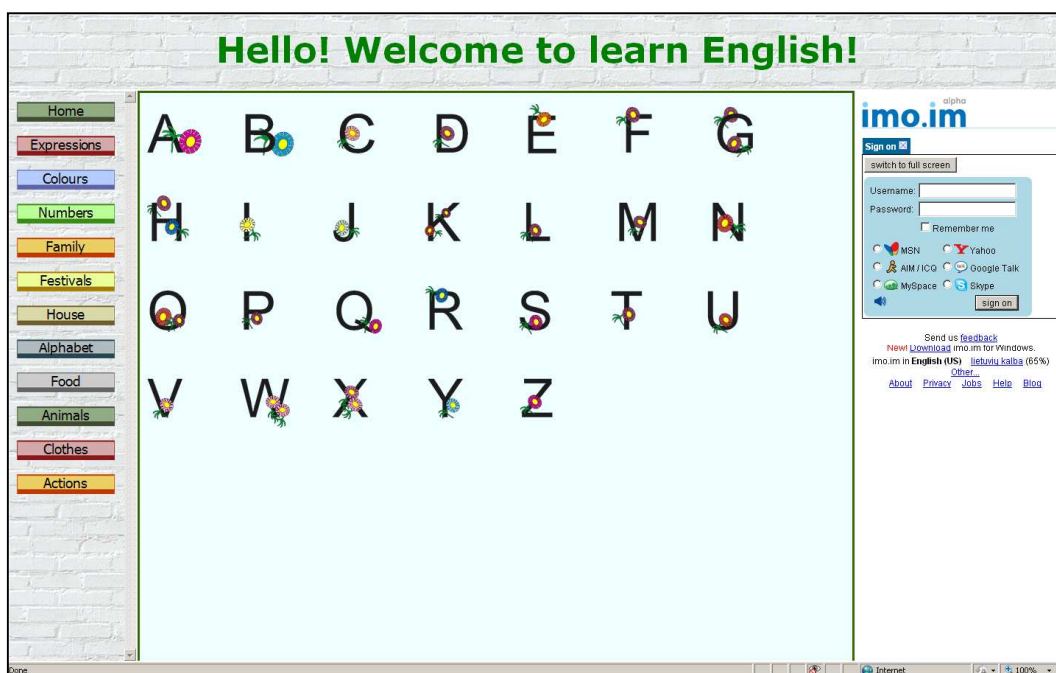 Hello! Welcome to learn English!
Home
Expressions
Colours
Numbers
Family
Festivals
House
Alphabet
Food
Animals
Clothes
Actions
A B C D E F G
H I J K L M N
O P Q R S T U
V W X Y Z
alpha
imo.im
Sign on
switch to full screen
Username:
Password:
Remember me
MSN Yahoo
AIM / ICQ Google Talk
MySpace Skype
sign on
Send us feedback
New! Download imo.im for Windows.
imo.im in English (US) lietuvių kalba (65%)
Other...
About Privacy Jobs Help Blog
Done Internet 100%